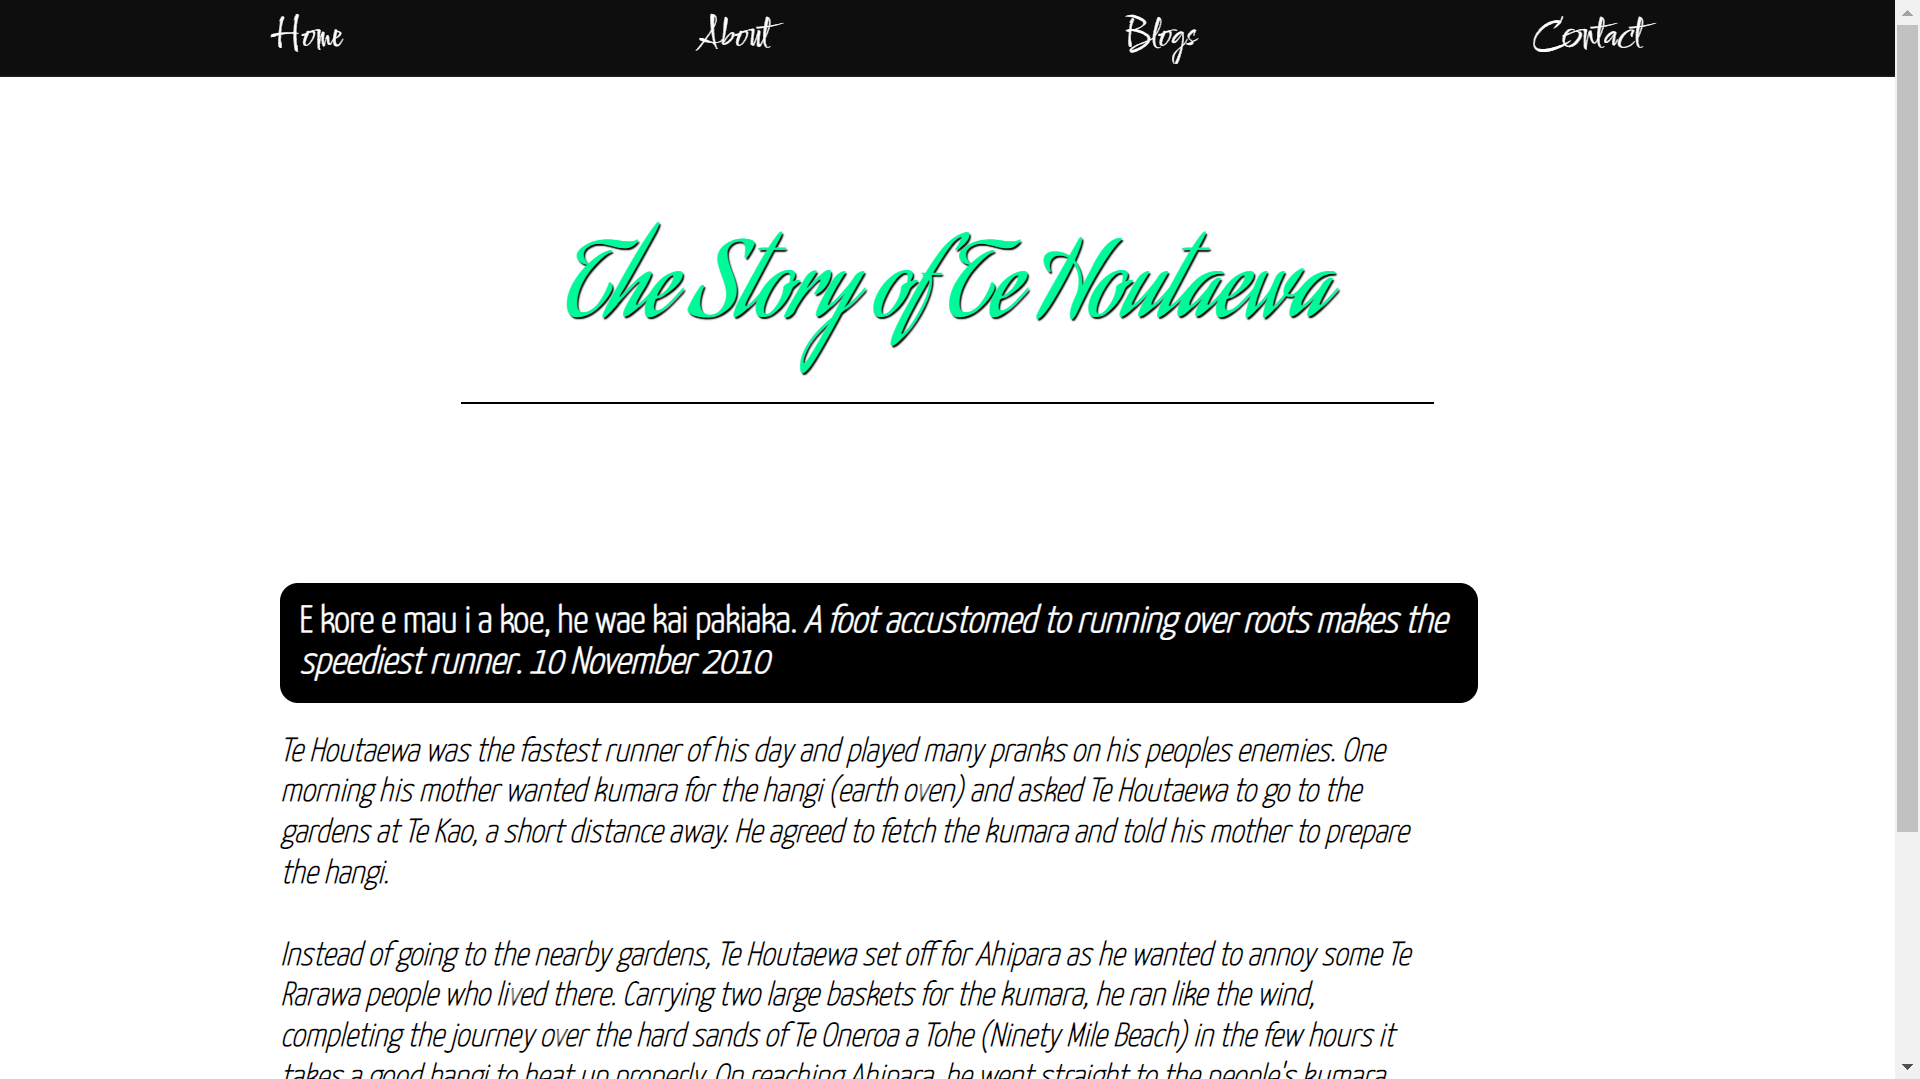 Home About Blogs Contact
The Story of Te Houtaewa
E kore e mau i a koe, he wae kai pakiaka. A foot accustomed to running over roots makes the
speediest runner. 10 November 2010
Te Houtaewa was the fastest runner of his day and played many pranks on his peoples enemies. One
morning his mother wanted kumara for the hangi (earth oven) and asked Te Houtaewa to go to the
gardens at Te Kao, a short distance away. He agreed to fetch the kumara and told his mother to prepare
the hangi.
Instead of going to the nearby gardens, Te Houtaewa set off for Ahipara as he wanted to annoy some Te
Rarawa people who lived there. Carrying two large baskets for the kumara, he ran like the wind,
completing the journey over the hard sands of Te Oneroa a Tohe (Ninety Mile Beach) in the few hours it
takes a good hangi to heat up properly. On reaching Ahipara, he went straight to the people's kumara